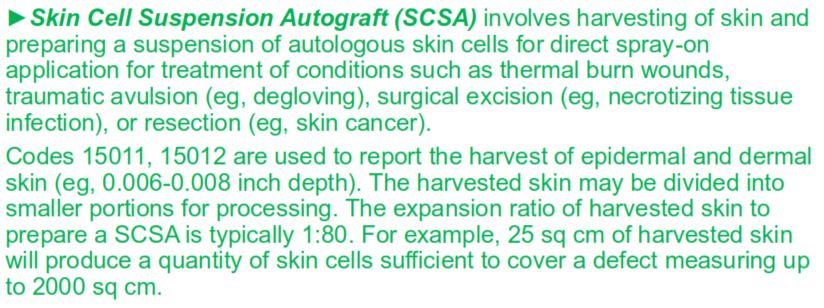 ►Skin Cell Suspension Autograft (SCSA) involves harvesting of skin and
preparing a suspension of autologous skin cells for direct spray-on
application for treatment of conditions such as thermal burn wounds,
traumatic avulsion (eg, degloving), surgical excision (eg, necrotizing tissue
infection), or resection (eg, skin cancer).
Codes 15011, 15012 are used to report the harvest of epidermal and dermal
skin (eg, 0.006-0.008 inch depth). The harvested skin may be divided into
smaller portions for processing. The expansion ratio of harvested skin to
prepare a SCSA is typically 1:80. For example, 25 sq cm of harvested skin
will produce a quantity of skin cells sufficient to cover a defect measuring up
to 2000 sq cm.